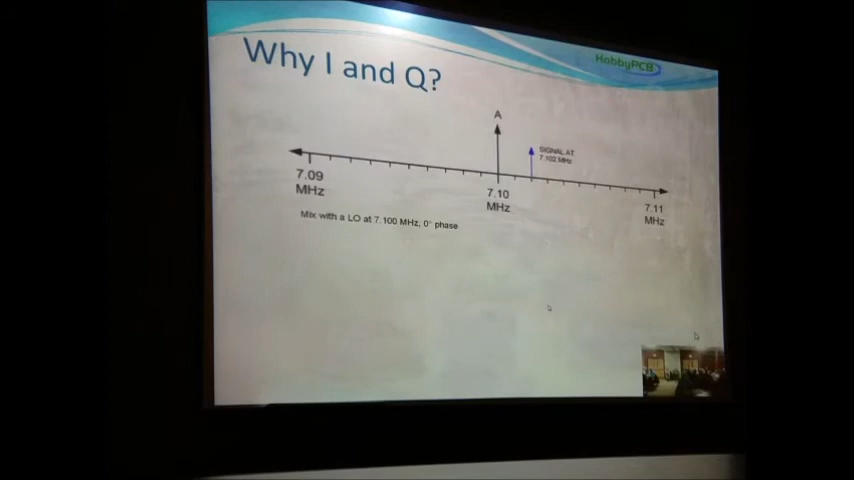 HobbyPCB
Why I and Q?
A
SIGNAL AT
7.102 MHz
7.09
MHz
7.10
MHz
7.11
MHz
Mix with a LO at 7.100 MHz, 0° phase